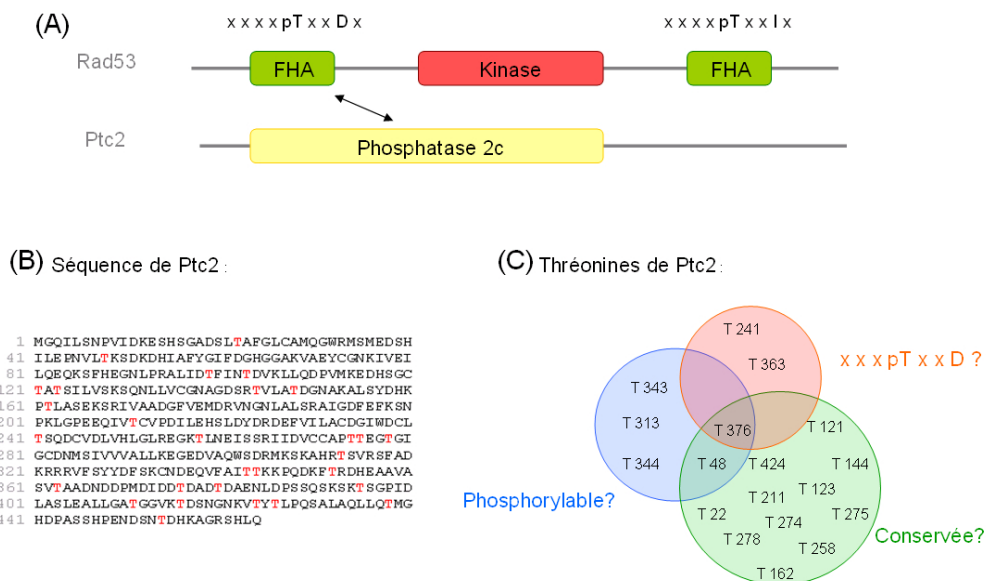 (A)
x x x x pT x x D x
x x x x pT x x I x
Rad53
FHA
Kinase
FHA
Ptc2
Phosphatase 2c
(B) Séquence de Ptc2 :
1 MGQILSNPVIDKESHSGADSLTAFGLCAMQGWRMSMEDSH
41 ILEPNVLTKSDKDHIAFYGIFDGHGGAKVAEYCGNKIVEI
81 LQEQKSFHEGNLPRALIDTFINTDVKLLQDPVMKEDHSGC
121 TATSILVSKSQNLLVCGNAGDSRTVLATDGNAKALSYDHK
161 PTLASEKSRIVAADGFVEMDRVNGNLALSRAIGDFEFKSN
201 PKLGPEEQIVTCVPDILEHSLDYDRDEFVILACDGIWDCL
241 TSQDCVDLVHLGLREGKTLNEISSRIIDVCCAPTTEGTGI
281 GCDNMSIVVVALLKEGEDVAQWSDRMKSKAHRTSVRSFAD
321 KRRRVFSYYDFSKCNDEQVFAITTKKPQDKFTRDHEAAVA
361 SVTAADNDDPMDIDDTDADTDAENLDPSSQSKSKTSGPID
401 LASLEALLGATGGVKTDSNGNKVTYTLPQSALAQLLQTMG
441 HDPASSHPENDSNTDHKAGRSHLQ
(C) Thréonines de Ptc2 :
T 241
T 363
x x x pT x x D ?
T 343
T 313
T 376
T 121
T 344
T 48
T 424
T 144
Phosphorylable?
T 211
T 123
T 22
T 274
T 275
T 278
T 258
Conservée?
T 162